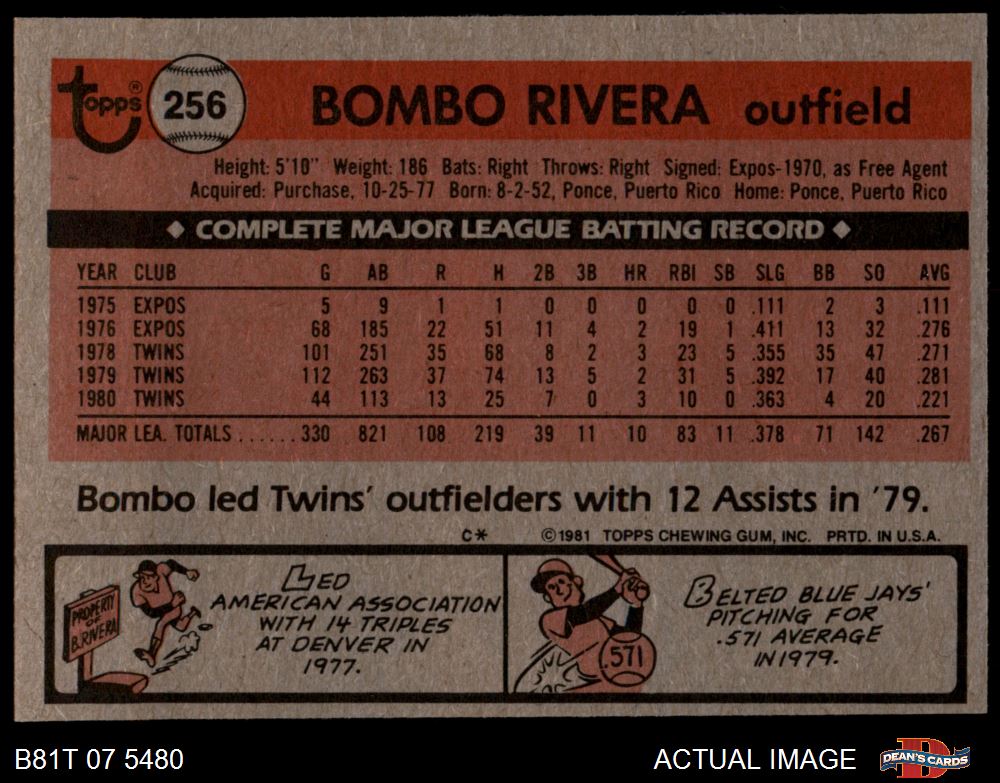 Topps® 256 BOMBO RIVERA outfield
Height: 5'10" Weight: 186 Bats: Right Throws: Right Signed: Expos-1970, as Free Agent
Acquired: Purchase, 10-25-77 Born: 8-2-52, Ponce, Puerto Rico Home: Ponce, Puerto Rico
◆ COMPLETE MAJOR LEAGUE BATTING RECORD ◆
YEAR CLUB G AB R H 2B 3B HR RBI SB SLG BB SO AVG
1975 EXPOS 5 9 1 1 0 0 0 0 0 .111 2 3 .111
1976 EXPOS 68 185 22 51 11 4 2 19 1 .411 13 32 .276
1978 TWINS 101 251 35 68 8 2 3 23 5 .355 35 47 .271
1979 TWINS 112 263 37 74 13 5 2 31 5 .392 17 40 .281
1980 TWINS 44 113 13 25 7 0 3 10 0 .363 4 20 .221
MAJOR LEA. TOTALS ...... 330 821 108 219 39 11 10 83 11 .378 71 142 .267
Bombo led Twins' outfielders with 12 Assists in '79.
C* ©1981 TOPPS CHEWING GUM, INC. PRTD. IN U.S.A.
PROPERTY
OF
B.RIVERA
LED
AMERICAN ASSOCIATION
WITH 14 TRIPLES
AT DENVER IN
1977.
.571
BELTED BLUE JAYS'
PITCHING FOR
.571 AVERAGE
IN 1979.
B81T 07 5480
ACTUAL IMAGE
D
DEAN'S CARDS